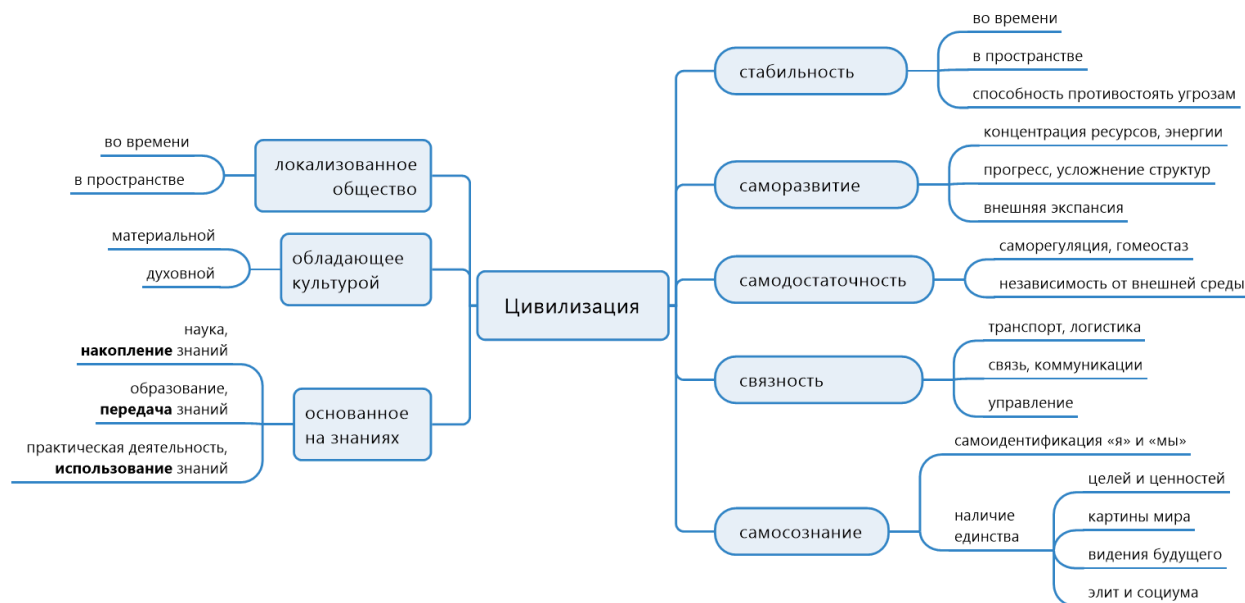 Цивилизация
локализованное
общество
во времени
в пространстве
обладающее
культурой
материальной
духовной
основанное
на знаниях
наука,
накопление знаний
образование,
передача знаний
практическая деятельность,
использование знаний
стабильность
во времени
в пространстве
способность противостоять угрозам
саморазвитие
концентрация ресурсов, энергии
прогресс, усложнение структур
внешняя экспансия
самодостаточность
саморегуляция, гомеостаз
независимость от внешней среды
связность
транспорт, логистика
связь, коммуникации
управление
самосознание
самоидентификация «я» и «мы»
наличие
единства
целей и ценностей
картины мира
видения будущего
элит и социума